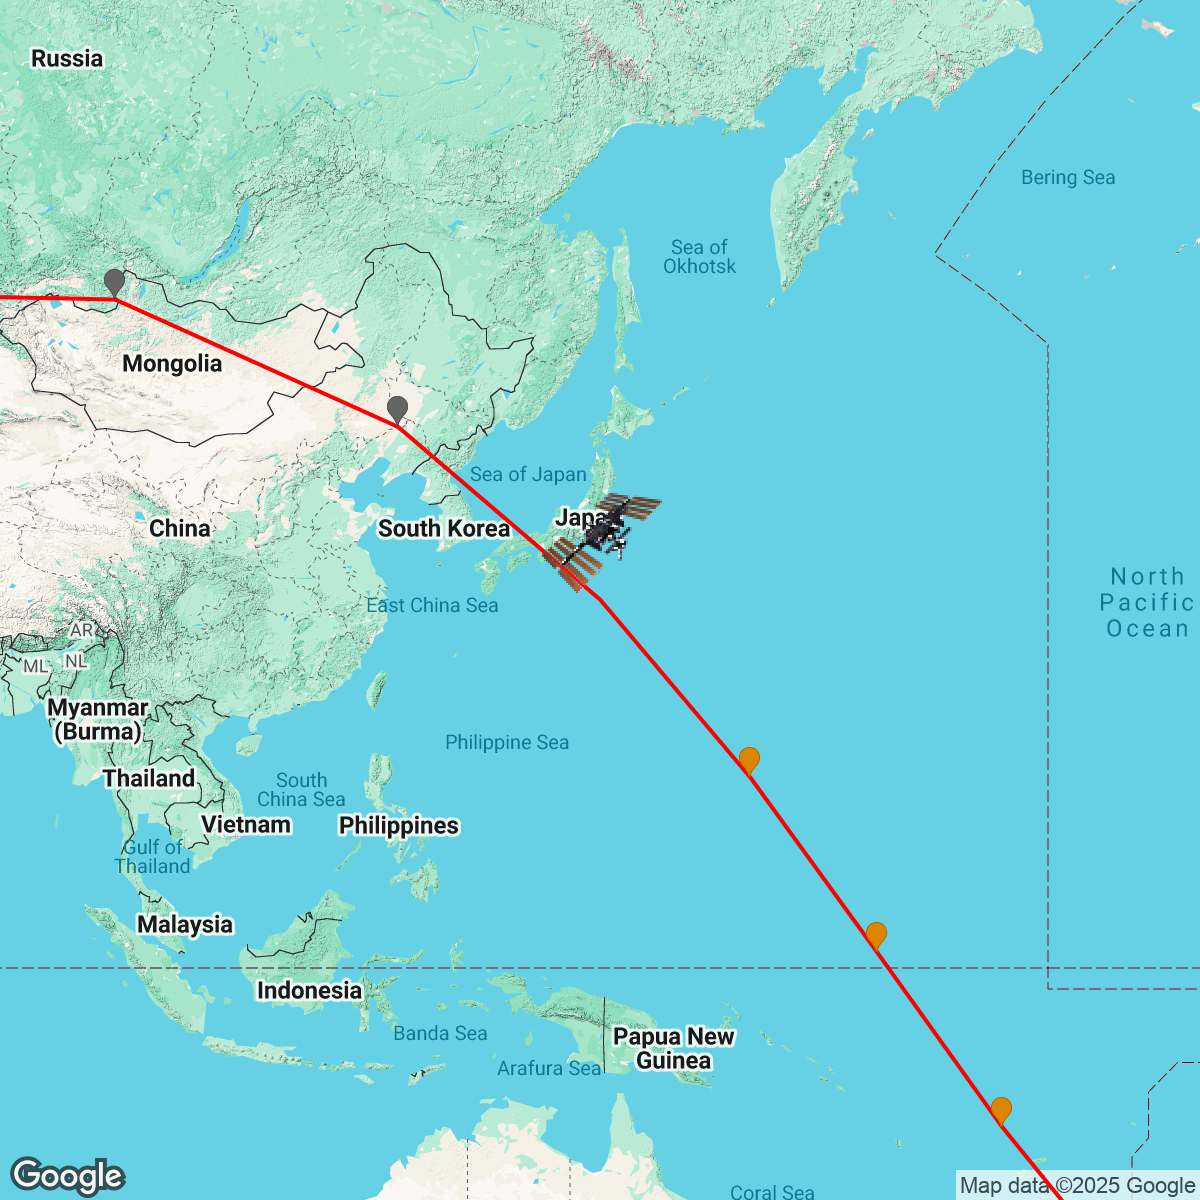 Russia
Bering Sea
Sea of
Okhotsk
Mongolia
Sea of Japan
China
South Korea
Japa
East China Sea
North
Pacific
Ocean
AR
ML
NL
Myanmar
(Burma)
Philippine Sea
Thailand
South
China Sea
Vietnam
Philippines
Gulf of
Thailand
Malaysia
Indonesia
Banda Sea
Papua New
Guinea
Arafura Sea
Coral Sea
Google
Map data ©2025 Google